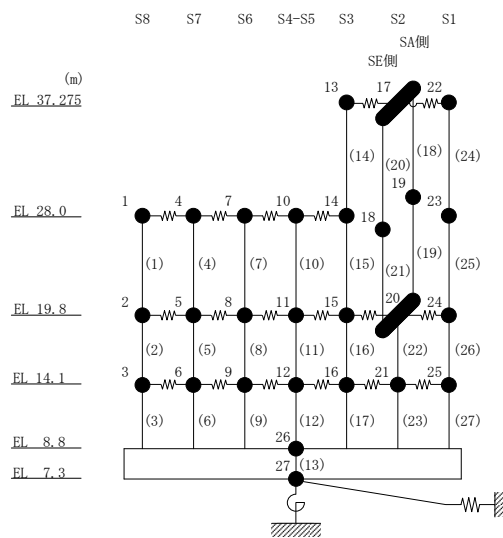 S8 S7 S6 S4-S5 S3 S2 S1
SA側
SE側
(m)
13 17 22
EL 37.275
(14) (20) (18) (24)
19
1 4 7 10 14 18 23
EL 28.0
(1) (4) (7) (10) (15) (21) (19) (25)
20
2 5 8 11 15 24
EL 19.8
(2) (5) (8) (11) (16) (22) (26)
3 6 9 12 16 21 25
EL 14.1
(3) (6) (9) (12) (17) (23) (27)
26
EL 8.8
27 (13)
EL 7.3